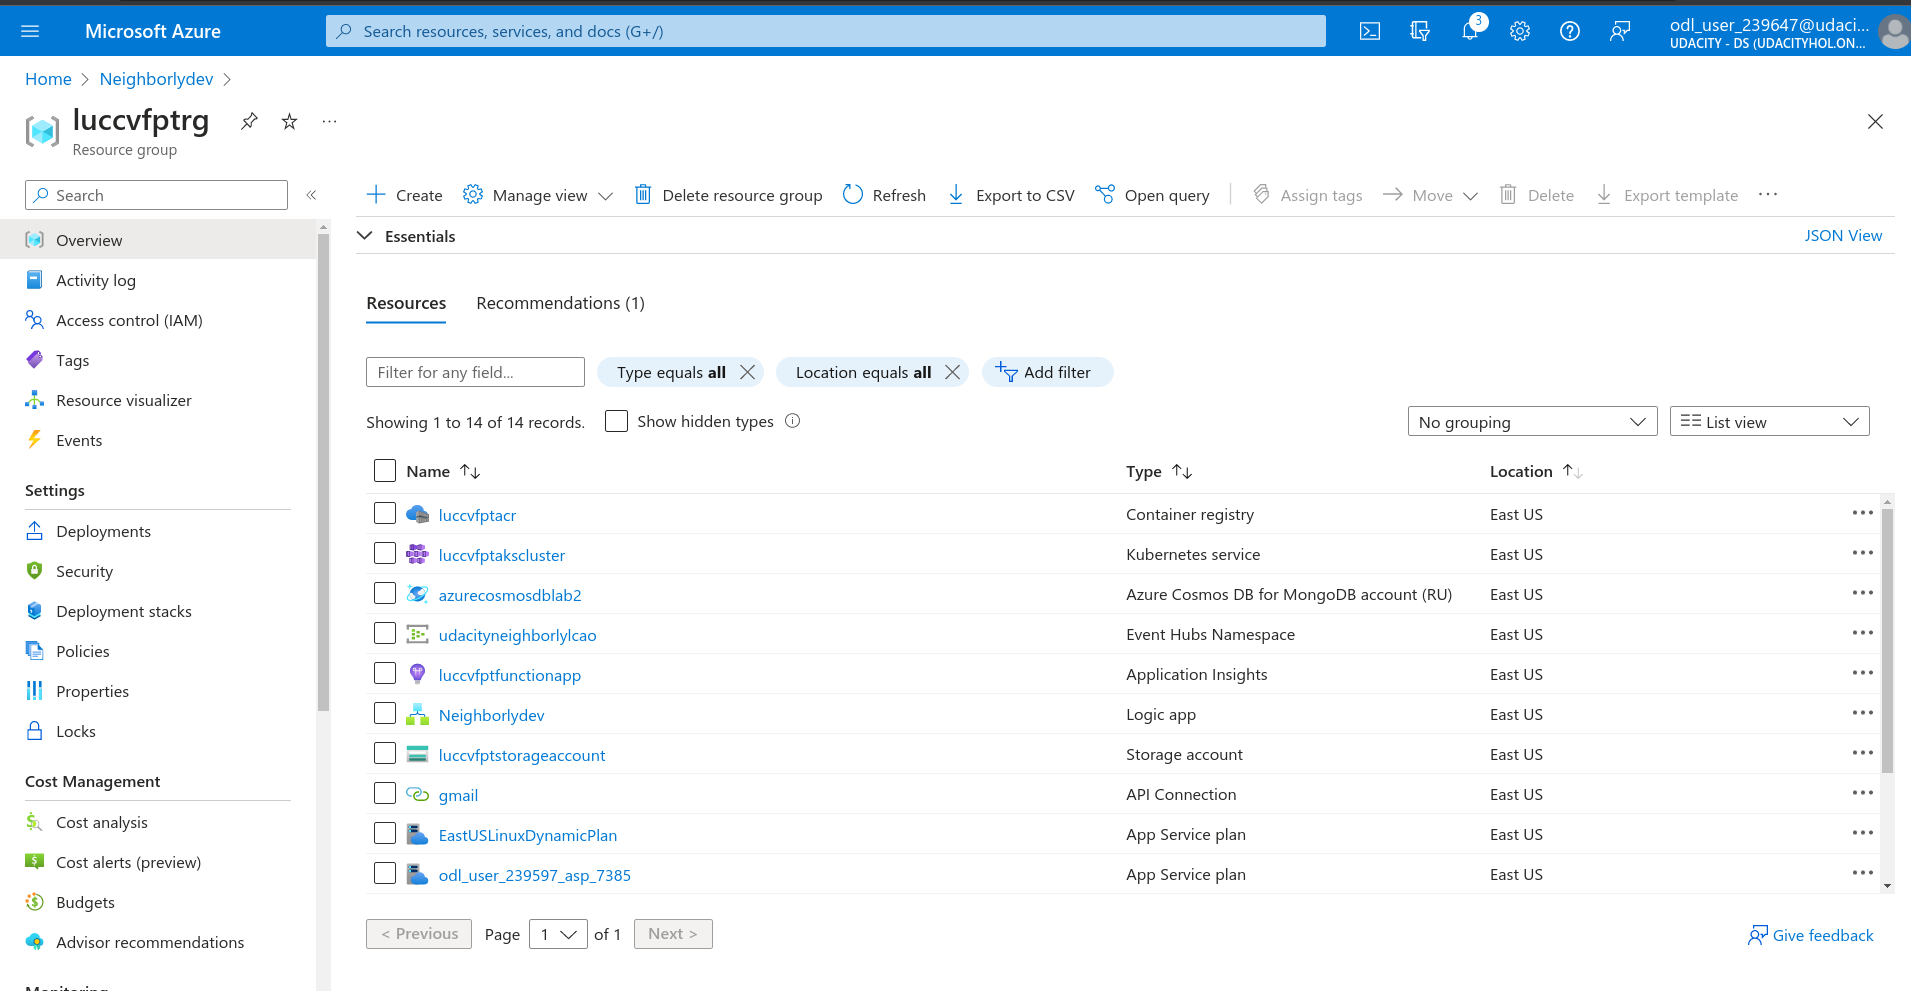 Microsoft Azure
Search resources, services, and docs (G+/)
3
odl_user_239647@udaci...
UDACITY - DS (UDACITYHOL.ON...
Home > Neighborlydev >
luccvfptrg
Resource group
Search
Create
Manage view
Delete resource group
Refresh
Export to CSV
Open query
Assign tags
Move
Delete
Export template
Overview
Activity log
Access control (IAM)
Tags
Resource visualizer
Events
Settings
Deployments
Security
Deployment stacks
Policies
Properties
Locks
Cost Management
Cost analysis
Cost alerts (preview)
Budgets
Advisor recommendations
Monitoring
Essentials
JSON View
Resources
Recommendations (1)
Filter for any field...
Type equals all
Location equals all
Add filter
Showing 1 to 14 of 14 records.
Show hidden types
No grouping
List view
Name Type Location
luccvfptacr Container registry East US
luccvfptakscluster Kubernetes service East US
azurecosmosdblab2 Azure Cosmos DB for MongoDB account (RU) East US
udacityneighborlylcao Event Hubs Namespace East US
luccvfptfunctionapp Application Insights East US
Neighborlydev Logic app East US
luccvfptstorageaccount Storage account East US
gmail API Connection East US
EastUSLinuxDynamicPlan App Service plan East US
odl_user_239597_asp_7385 App Service plan East US
< Previous Page 1 of 1 Next >
Give feedback